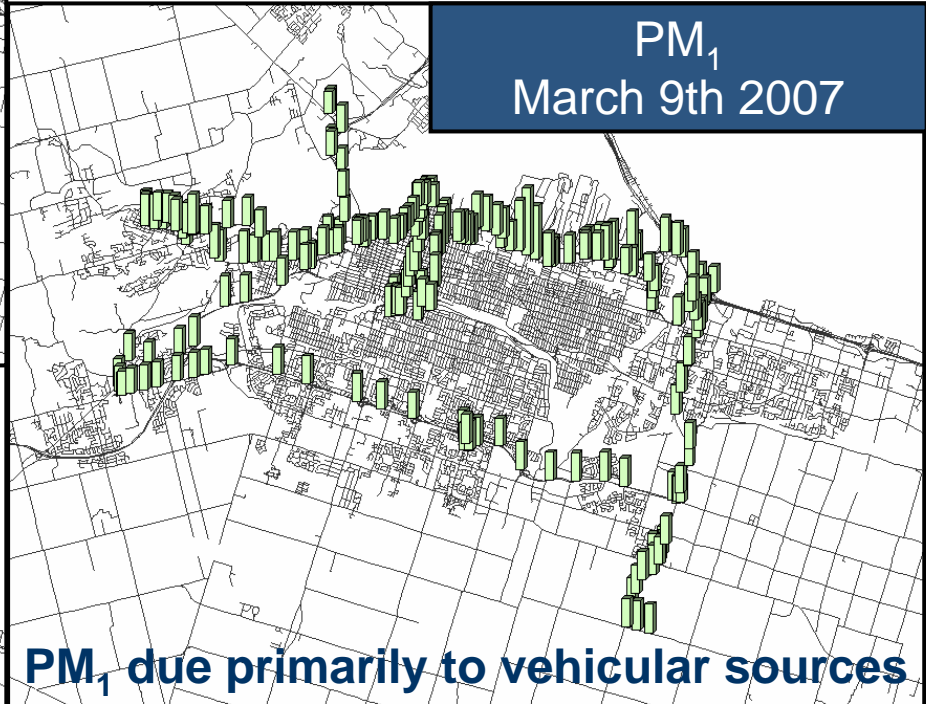 PM₁
March 9th 2007
PM₁ due primarily to vehicular sources